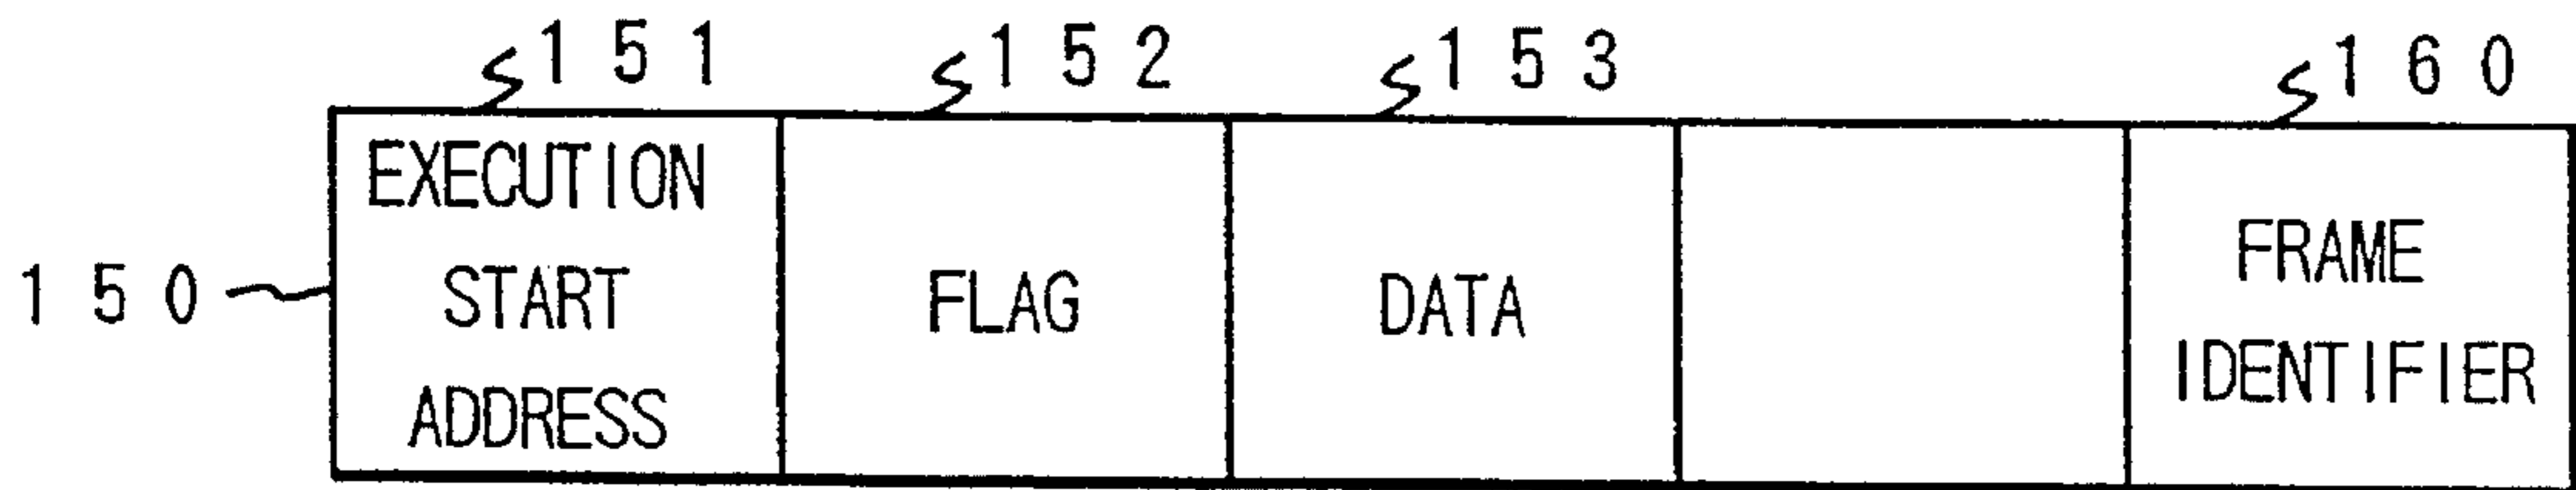 151 152 153 160
150
EXECUTION
START
ADDRESS
FLAG
DATA
FRAME
IDENTIFIER